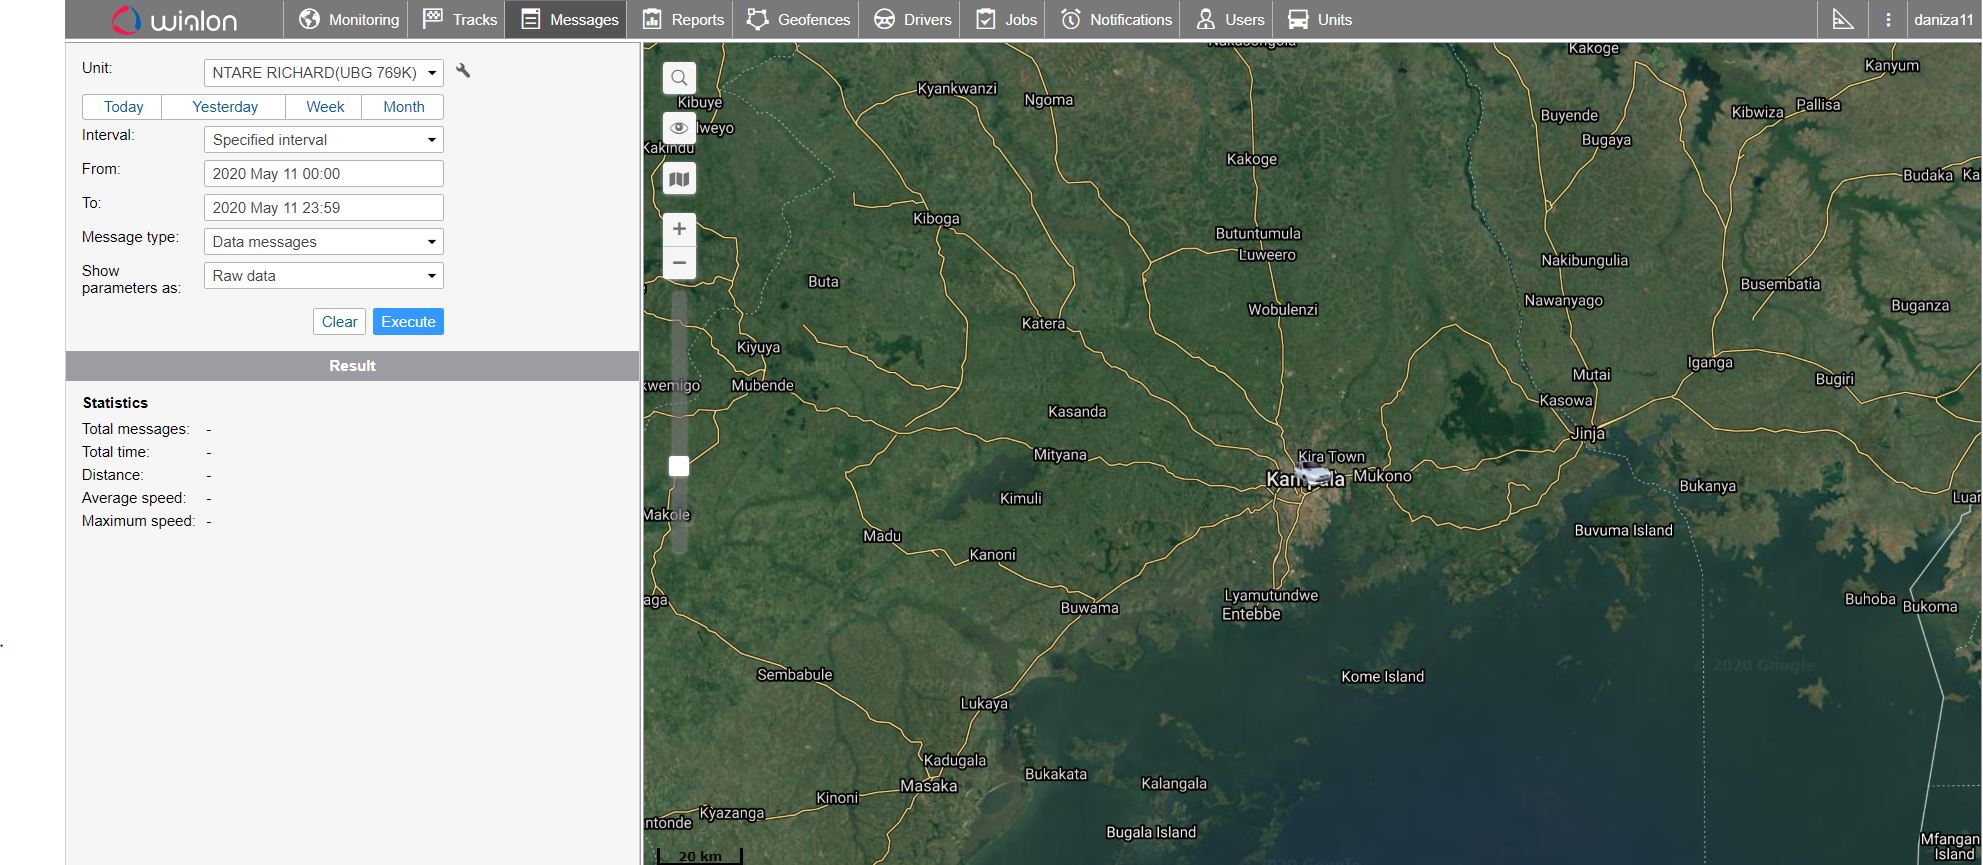 wialon Monitoring Tracks Messages Reports Geofences Drivers Jobs Notifications Users Units daniza11
Unit: NTARE RICHARD(UBG 769K)
Today Yesterday Week Month
Interval: Specified interval
From: 2020 May 11 00:00
To: 2020 May 11 23:59
Message type: Data messages
Show parameters as: Raw data
Clear Execute
Result
Statistics
Total messages: -
Total time: -
Distance: -
Average speed: -
Maximum speed: -
Nakasongola
Kakoge
Kanyum
Kyankwanzi
Ngoma
Kibuye
Pallisa
Kibwiza
Buyende
lweyo
Bugaya
Kakindu
Kakoge
Budaka Ka
Kiboga
Butuntumula
Luweero
Nakibungulia
Buta
Busembatia
Nawanyago
Buganza
Wobulenzi
Katera
Kiyuya
Iganga
Mutai
Bugiri
kwemigo
Mubende
Kasowa
Kasanda
Jinja
Mityana
Kira Town
Kampala
Mukono
Bukanya
Kimuli
Luan
Makole
Buvuma Island
Madu
Kanoni
Lyamutundwe
Entebbe
aga
Buwama
Buhoba
Bukoma
© 2020 Google
Sembabule
Kome Island
Lukaya
Kadugala
Bukakata
Masaka
Kalangala
Kinoni
Kyazanga
ntonde
Bugala Island
Mfangan
Island
20 km
© 2020 Google